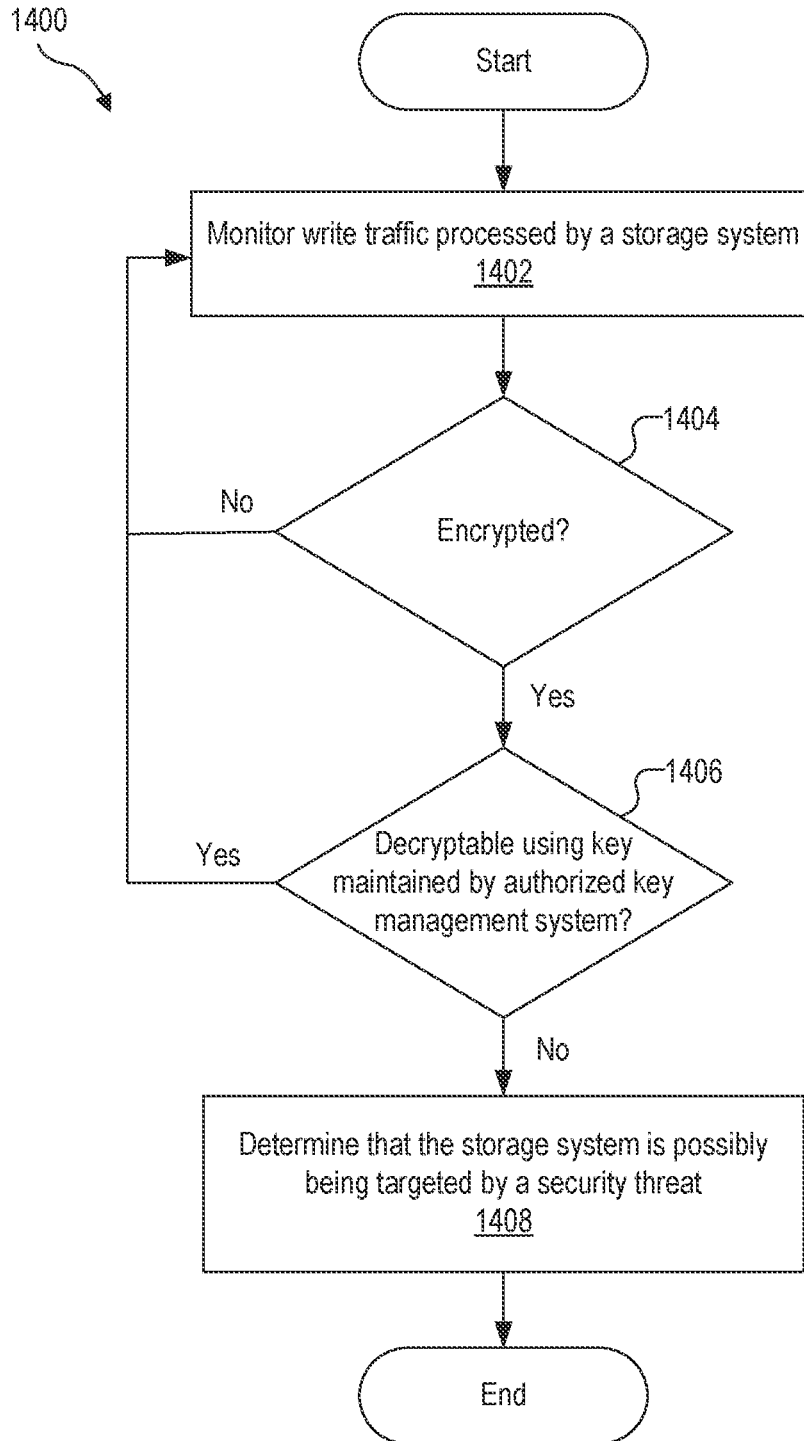 1400
Start
Monitor write traffic processed by a storage system
1402
1404
No
Encrypted?
Yes
1406
Yes
Decryptable using key
maintained by authorized key
management system?
No
Determine that the storage system is possibly
being targeted by a security threat
1408
End